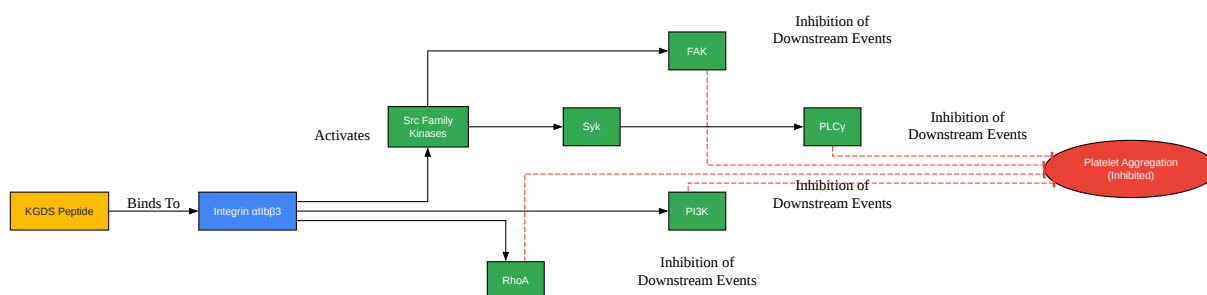 Inhibition of
Downstream Events
FAK
Src Family
Kinases
Activates
Syk
PLCγ
Inhibition of
Downstream Events
Platelet Aggregation
(Inhibited)
KGDS Peptide
Binds To
Integrin αIIbβ3
PI3K
Inhibition of
Downstream Events
RhoA
Inhibition of
Downstream Events